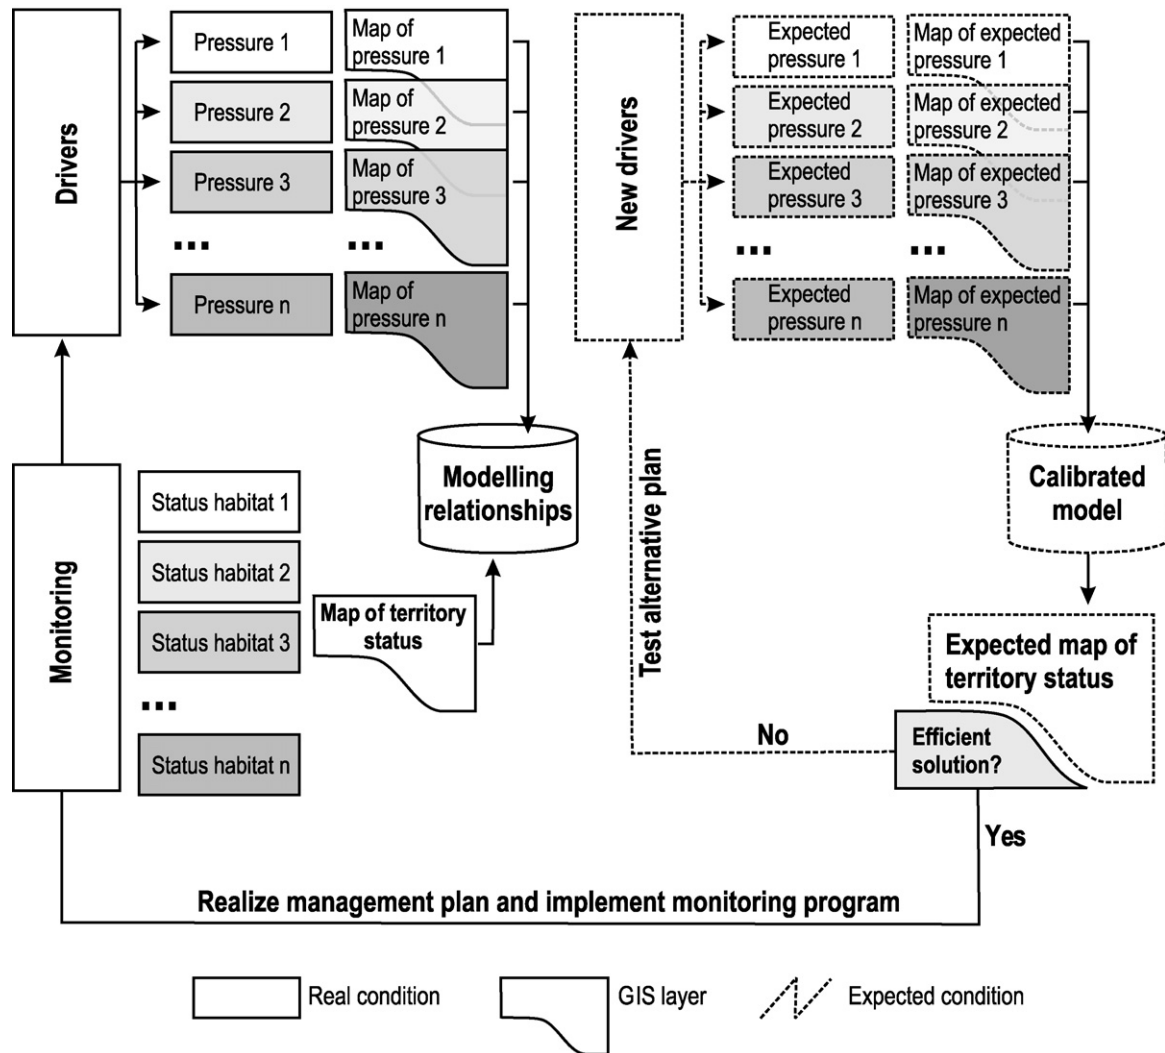 Drivers
Pressure 1
Map of
pressure 1
Pressure 2
Map of
pressure 2
Pressure 3
Map of
pressure 3
...
...
Pressure n
Map of
pressure n
New drivers
Expected
pressure 1
Map of expected
pressure 1
Expected
pressure 2
Map of expected
pressure 2
Expected
pressure 3
Map of expected
pressure 3
...
...
Expected
pressure n
Map of expected
pressure n
Monitoring
Status habitat 1
Status habitat 2
Status habitat 3
...
Status habitat n
Map of territory
status
Modelling
relationships
Test alternative plan
Calibrated
model
Expected map of
territory status
Efficient
solution?
No
Yes
Realize management plan and implement monitoring program
Real condition
GIS layer
Expected condition